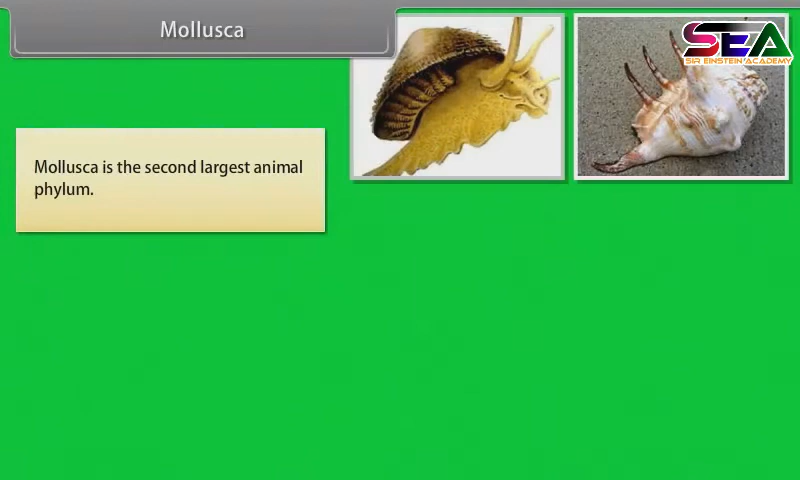 Mollusca
SEA
SIR EINSTEIN ACADEMY
Mollusca is the second largest animal
phylum.